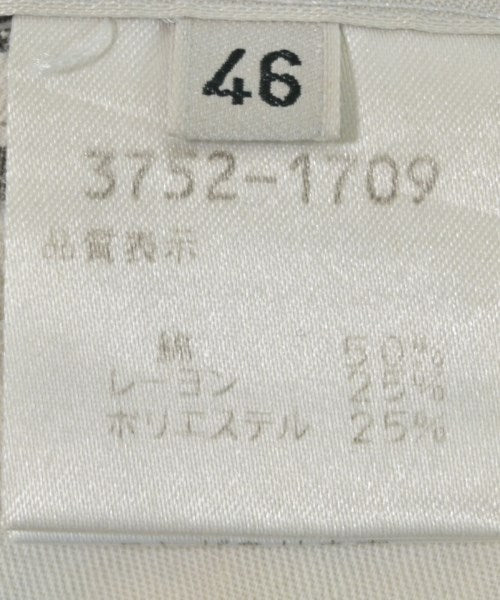 46
3752-1709
品質表示
綿 50%
レーヨン 25%
ポリエステル 25%